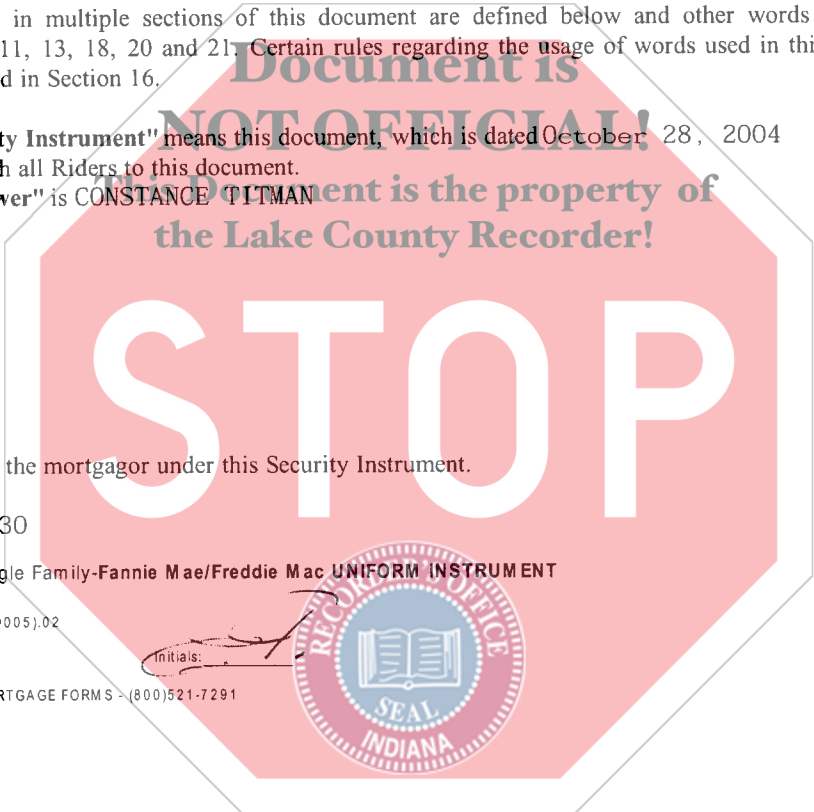 in multiple sections of this document are defined below and other words
11, 13, 18, 20 and 21. Certain rules regarding the usage of words used in thi
d in Section 16.
Document is
NOT OFFICIAL!
This Document is the property of
the Lake County Recorder!
ty Instrument" means this document, which is dated October 28, 2004
h all Riders to this document.
ver" is CONSTANCE TITMAN
STOP
the mortgagor under this Security Instrument.
30
gle Family-Fannie Mae/Freddie Mac UNIFORM INSTRUMENT
005).02
Initials:
RTGAGE FORMS - (800)521-7291
RECORDER'S OFFICE
SEAL
INDIANA